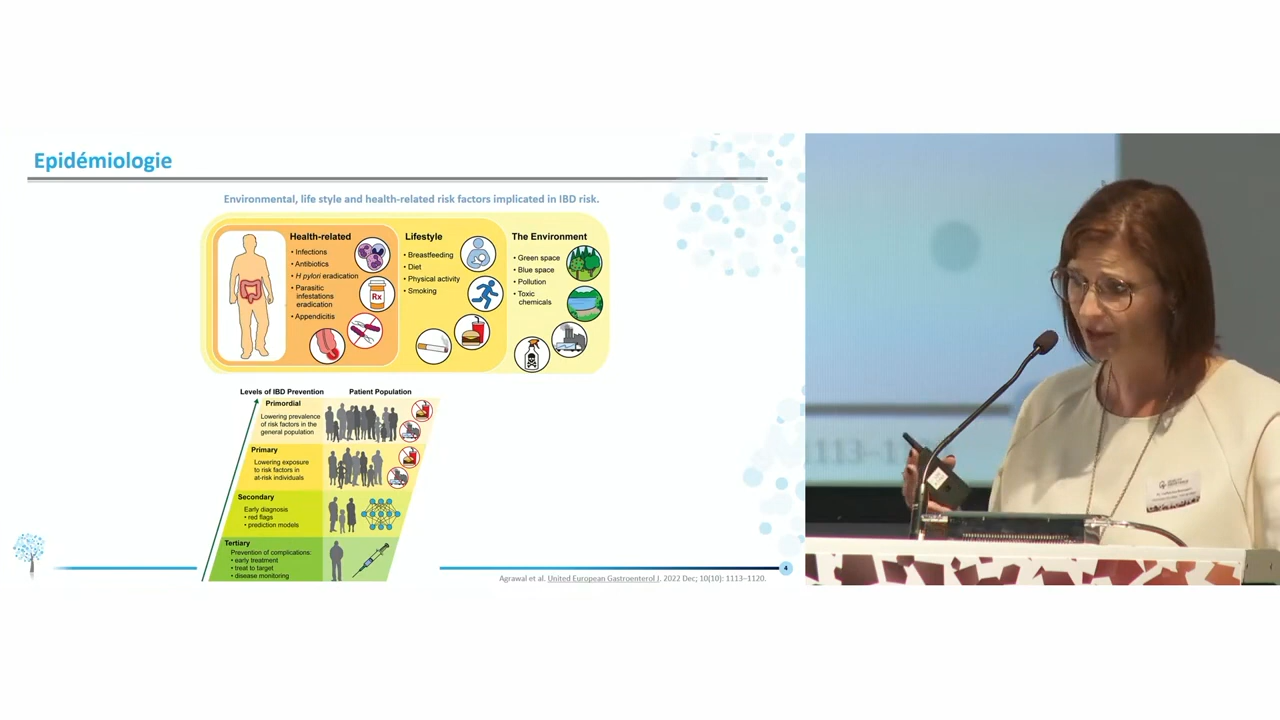 Epidémiologie
Environmental, life style and health-related risk factors implicated in IBD risk.
Health-related
• Infections
• Antibiotics
• H pylori eradication
• Parasitic
infestations
eradication
• Appendicitis
Rx
Lifestyle
• Breastfeeding
• Diet
• Physical activity
• Smoking
The Environment
• Green space
• Blue space
• Pollution
• Toxic
chemicals
Levels of IBD Prevention
Patient Population
Primordial
Lowering prevalence
of risk factors in the
general population
Primary
Lowering exposure
to risk factors in
at-risk individuals
Secondary
Early diagnosis
• red flags
• prediction models
Tertiary
Prevention of complications:
• early treatment
• treat to target
• disease monitoring
4
Agrawal et al. United European Gastroenterol J. 2022 Dec; 10(10): 1113–1120.
1113–1